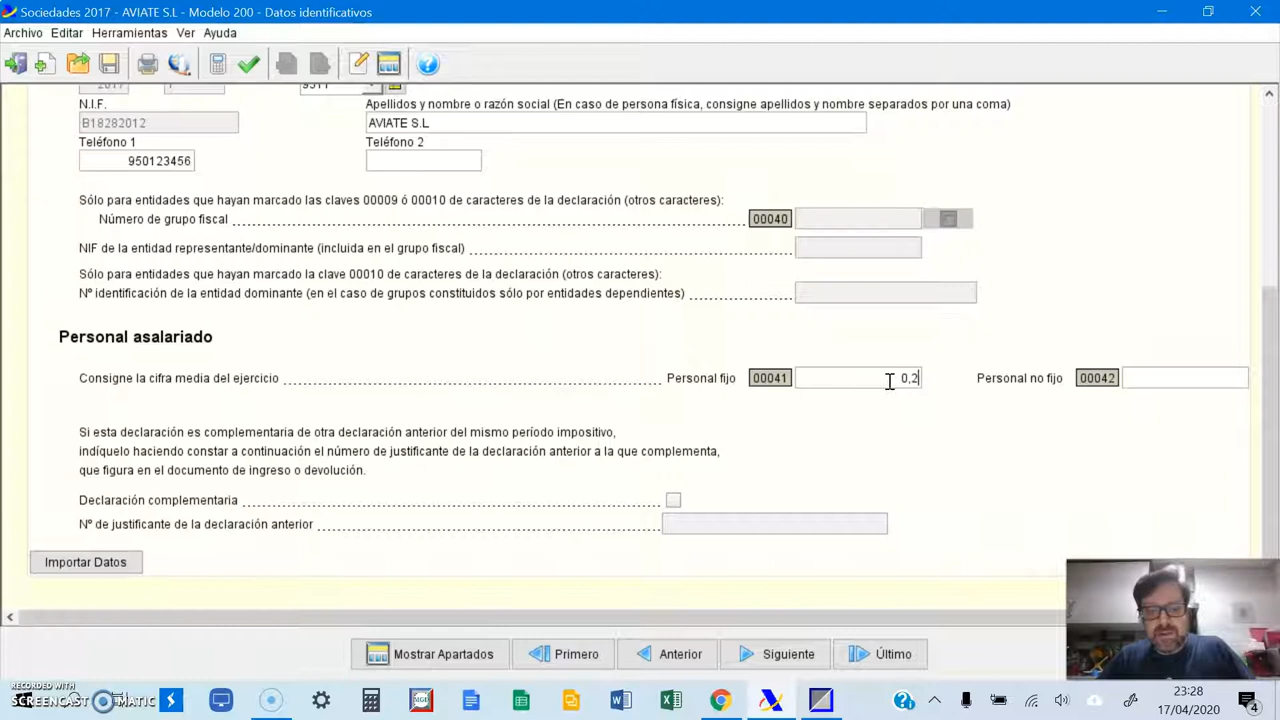 Sociedades 2017 - AVIATE S.L - Modelo 200 - Datos identificativos
Archivo Editar Herramientas Ver Ayuda
N.I.F. Apellidos y nombre o razón social (En caso de persona física, consigne apellidos y nombre separados por una coma)
B18282012 AVIATE S.L
Teléfono 1 Teléfono 2
950123456
Sólo para entidades que hayan marcado las claves 00009 ó 00010 de caracteres de la declaración (otros caracteres):
Número de grupo fiscal 00040
NIF de la entidad representante/dominante (incluida en el grupo fiscal)
Sólo para entidades que hayan marcado la clave 00010 de caracteres de la declaración (otros caracteres):
Nº identificación de la entidad dominante (en el caso de grupos constituidos sólo por entidades dependientes)
Personal asalariado
Consigne la cifra media del ejercicio Personal fijo 00041 0,2 Personal no fijo 00042
Si esta declaración es complementaria de otra declaración anterior del mismo período impositivo,
indíquelo haciendo constar a continuación el número de justificante de la declaración anterior a la que complementa,
que figura en el documento de ingreso o devolución.
Declaración complementaria
Nº de justificante de la declaración anterior
Importar Datos
Mostrar Apartados Primero Anterior Siguiente Último
RECORDED WITH
SCREENCAST MATIC
23:28
17/04/2020
4